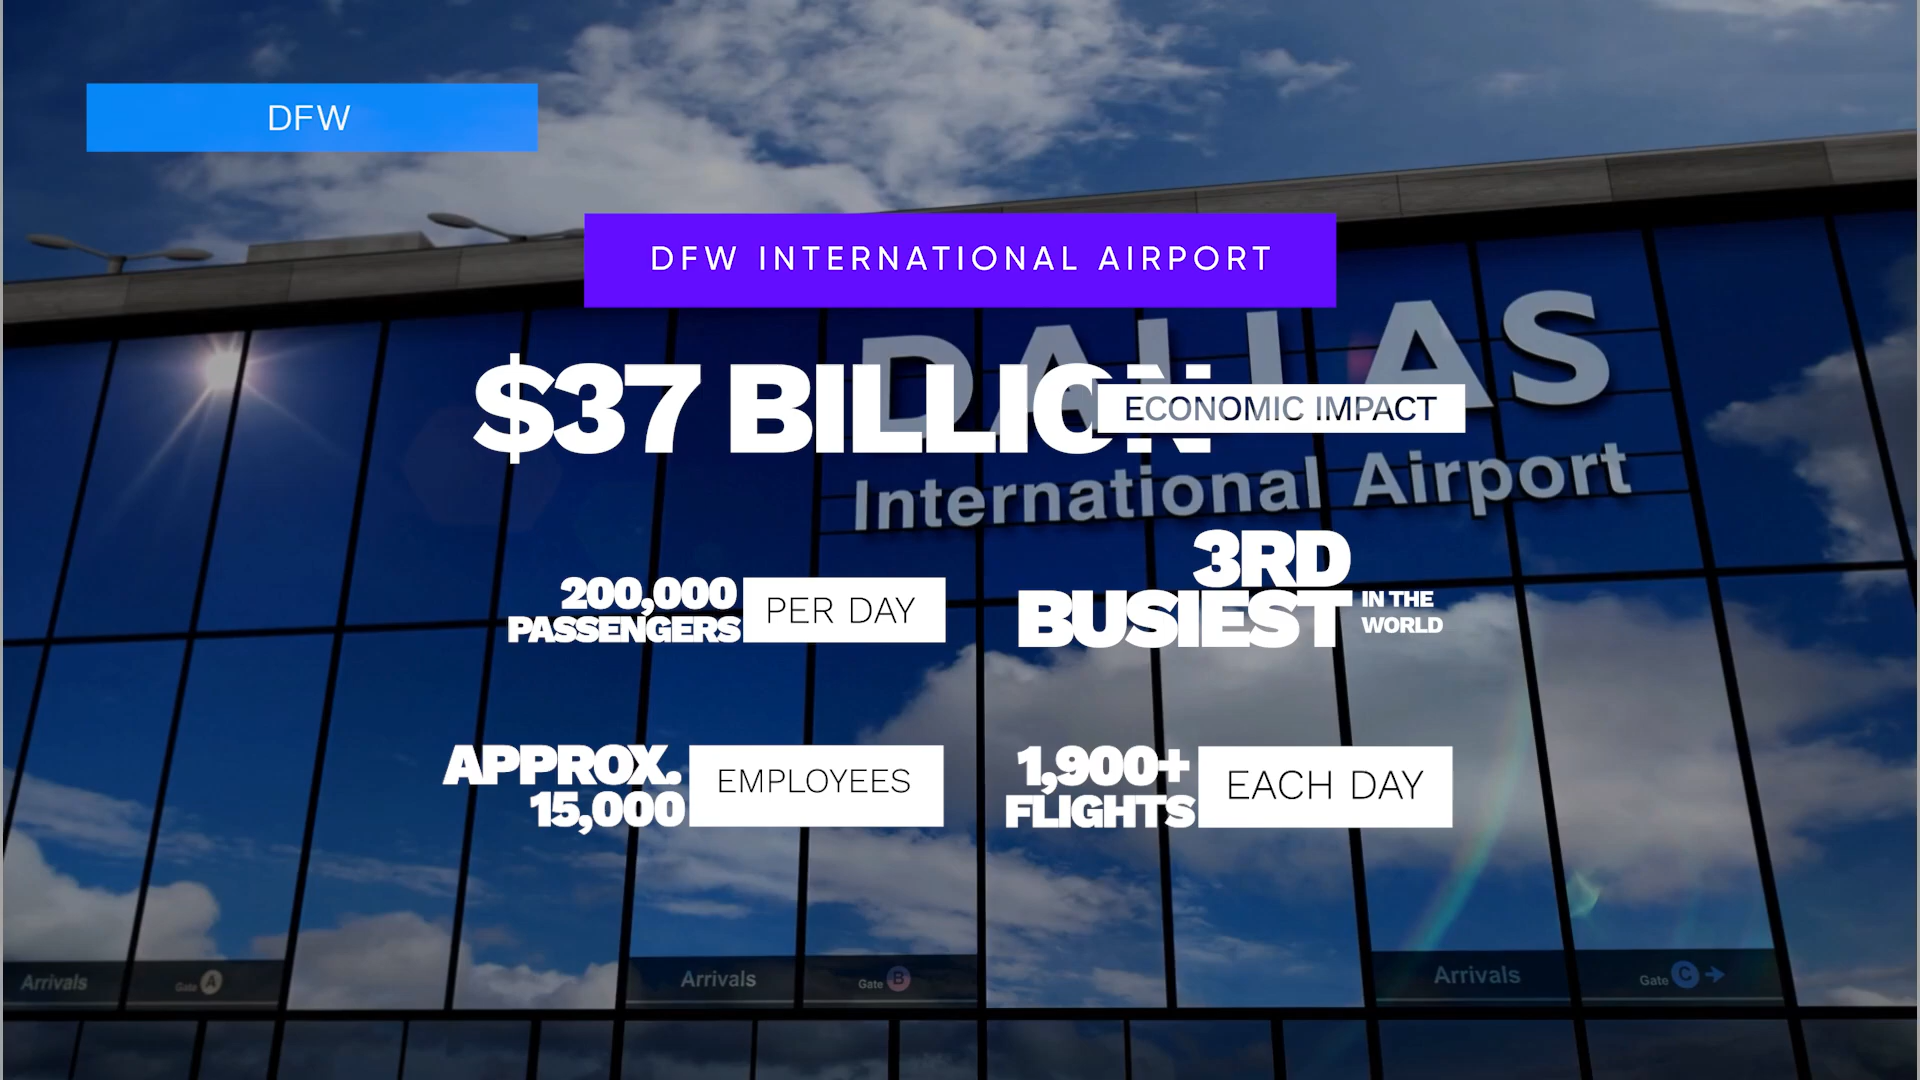 DFW
DFW INTERNATIONAL AIRPORT
DALLAS
$37 BILLION
ECONOMIC IMPACT
International Airport
200,000
PASSENGERS
PER DAY
3RD
BUSIEST
IN THE
WORLD
APPROX.
15,000
EMPLOYEES
1,900+
FLIGHTS
EACH DAY
Arrivals
Gate A
Arrivals
Gate B
Arrivals
Gate C →